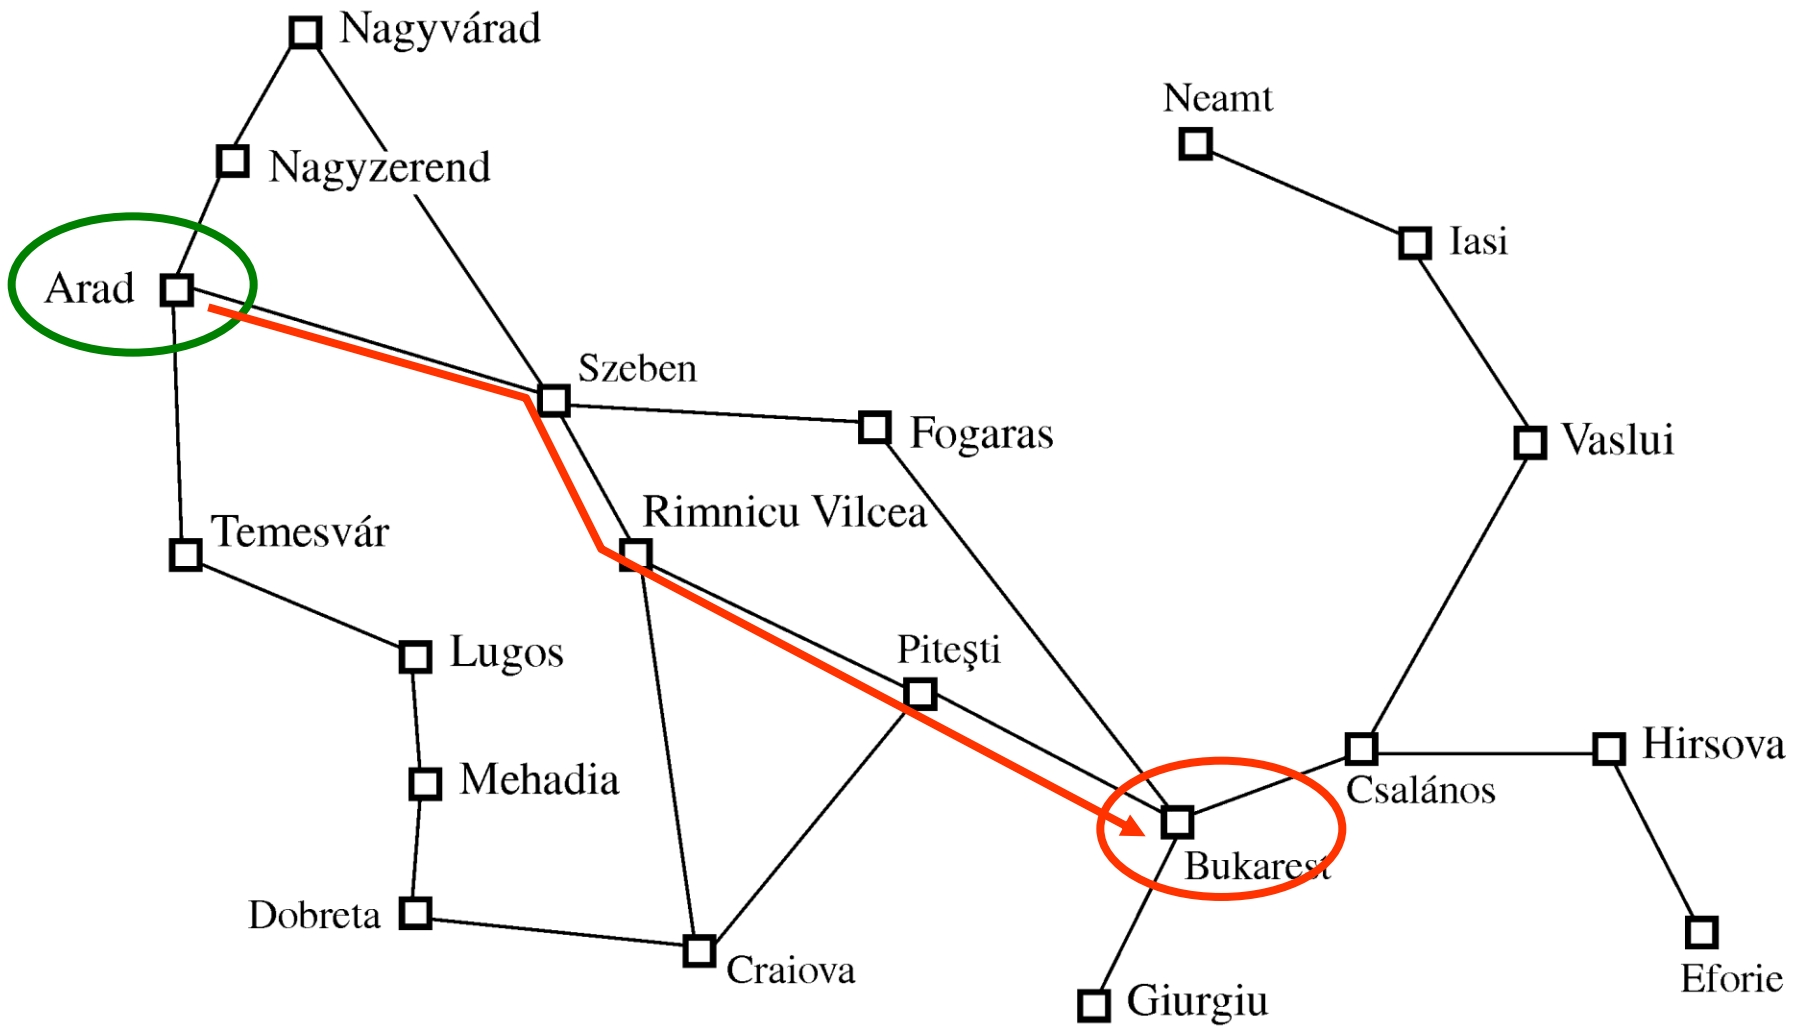 Nagyvárad
Neamt
Nagyzerend
Iasi
Arad
Szeben
Fogaras
Vaslui
Rimnicu Vilcea
Temesvár
Lugos
Piteşti
Hirsova
Mehadia
Csalános
Bukarest
Dobreta
Craiova
Eforie
Giurgiu